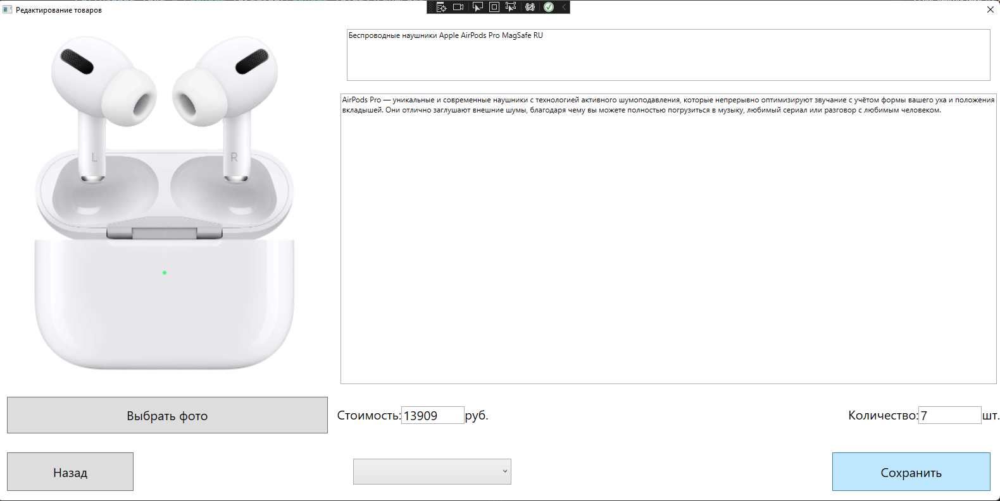 Редактирование товаров
Беспроводные наушники Apple AirPods Pro MagSafe RU
AirPods Pro — уникальные и современные наушники с технологией активного шумоподавления, которые непрерывно оптимизируют звучание с учётом формы вашего уха и положения
вкладышей. Они отлично заглушают внешние шумы, благодаря чему вы можете полностью погрузиться в музыку, любимый сериал или разговор с любимым человеком.
L
R
Выбрать фото
Стоимость: 13909 руб.
Количество: 7 шт.
Назад
Сохранить